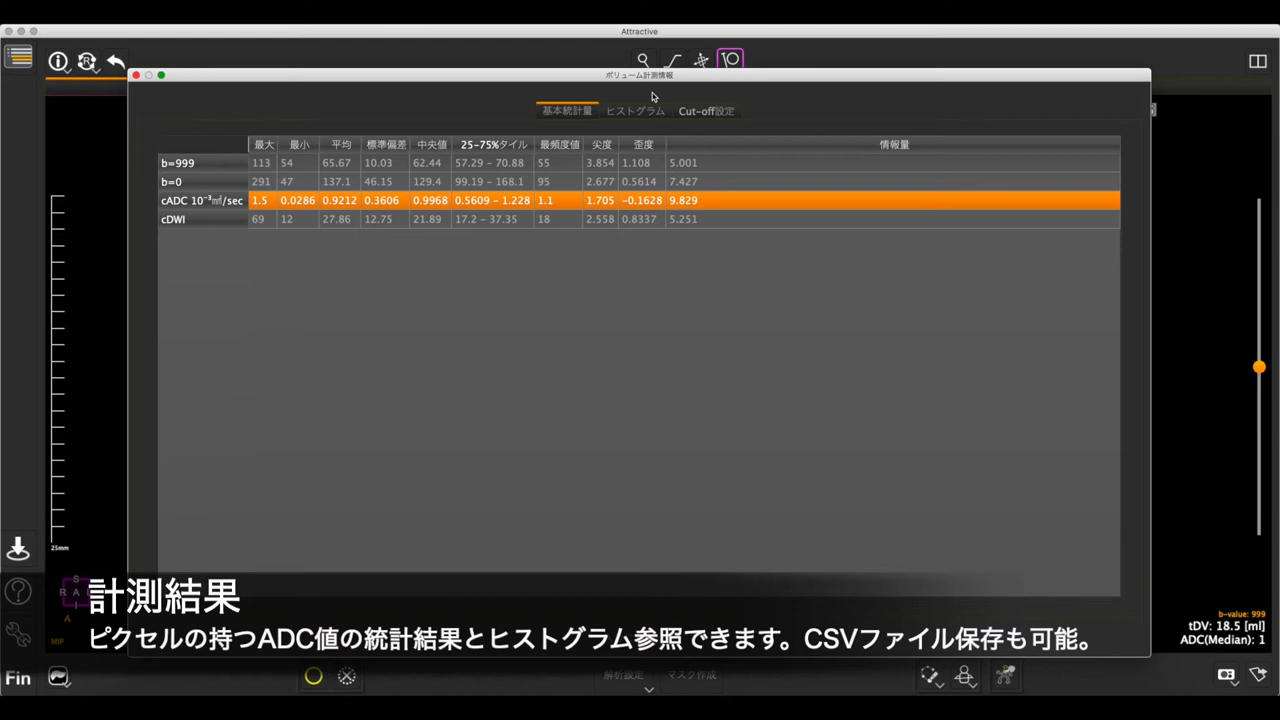 Attractive
ボリューム計測情報
基本統計量 ヒストグラム Cut-off設定
最大 最小 平均 標準偏差 中央値 25-75%タイル 最頻度値 尖度 歪度 情報量
b=999 113 54 65.67 10.03 62.44 57.29 - 70.88 55 3.854 1.108 5.001
b=0 291 47 137.1 46.15 129.4 99.19 - 168.1 95 2.677 0.5614 7.427
cADC 10⁻³㎟/sec 1.5 0.0286 0.9212 0.3606 0.9968 0.5609 - 1.228 1.1 1.705 -0.1628 9.829
cDWI 69 12 27.86 12.75 21.89 17.2 - 37.35 18 2.558 0.8337 5.251
25mm
S
R A
I
A
MIP
計測結果
ピクセルの持つADC値の統計結果とヒストグラム参照できます。CSVファイル保存も可能。
b-value: 999
tDV: 18.5 [ml]
ADC(Median): 1
Fin
解析設定 マスク作成